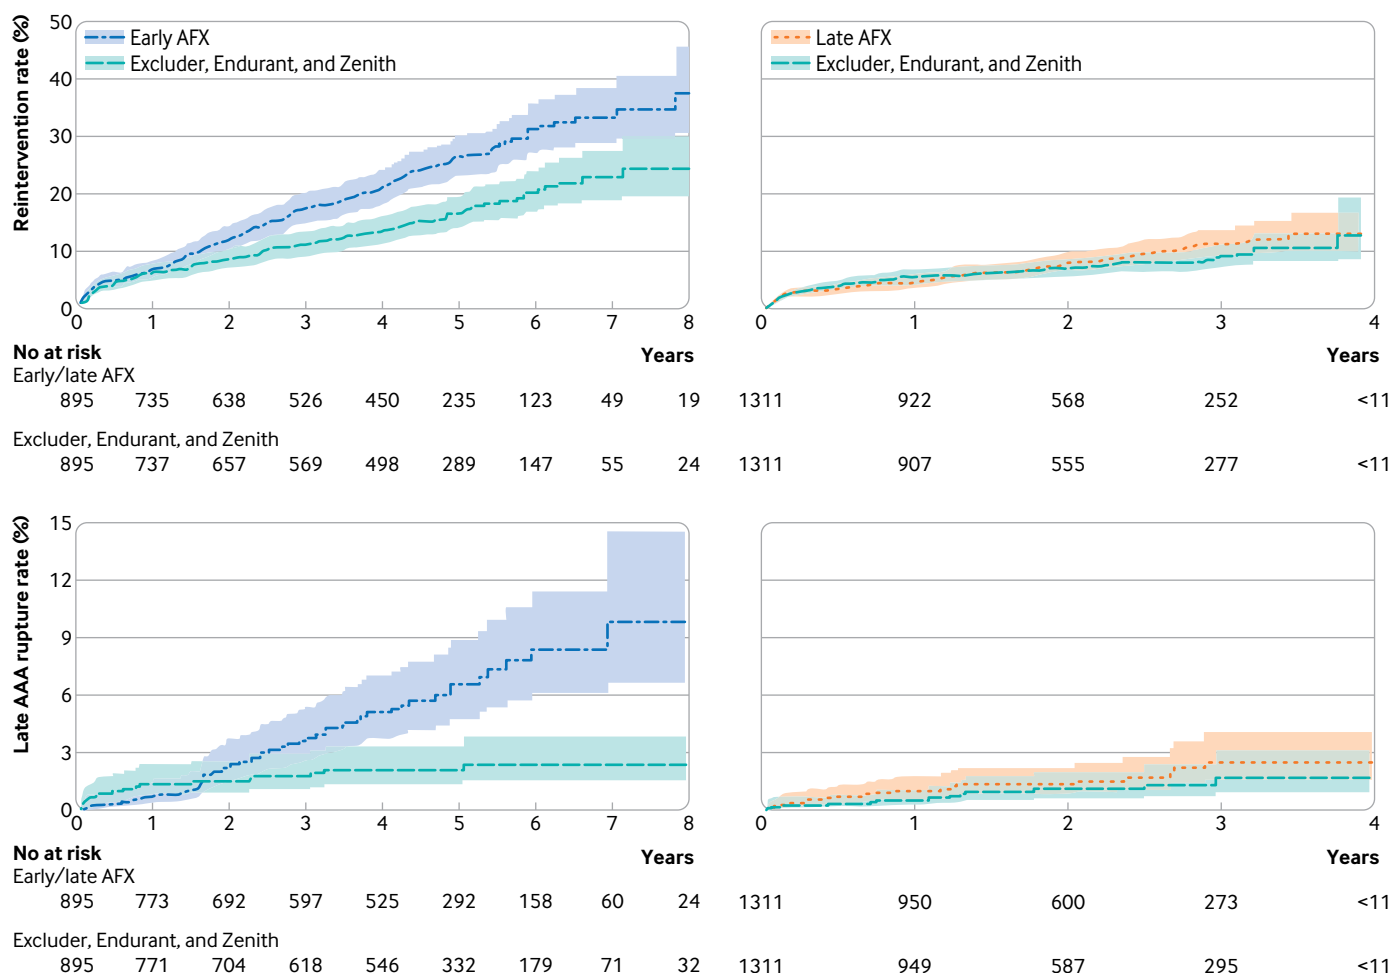 Reintervention rate (%)
50
40
30
20
10
0
Early AFX
Excluder, Endurant, and Zenith
Late AFX
Excluder, Endurant, and Zenith
0 1 2 3 4 5 6 7 8
0 1 2 3 4
No at risk
Years
Years
Early/late AFX
895 735 638 526 450 235 123 49 19 1311 922 568 252 <11
Excluder, Endurant, and Zenith
895 737 657 569 498 289 147 55 24 1311 907 555 277 <11
Late AAA rupture rate (%)
15
12
9
6
3
0
0 1 2 3 4 5 6 7 8
0 1 2 3 4
No at risk
Years
Years
Early/late AFX
895 773 692 597 525 292 158 60 24 1311 950 600 273 <11
Excluder, Endurant, and Zenith
895 771 704 618 546 332 179 71 32 1311 949 587 295 <11